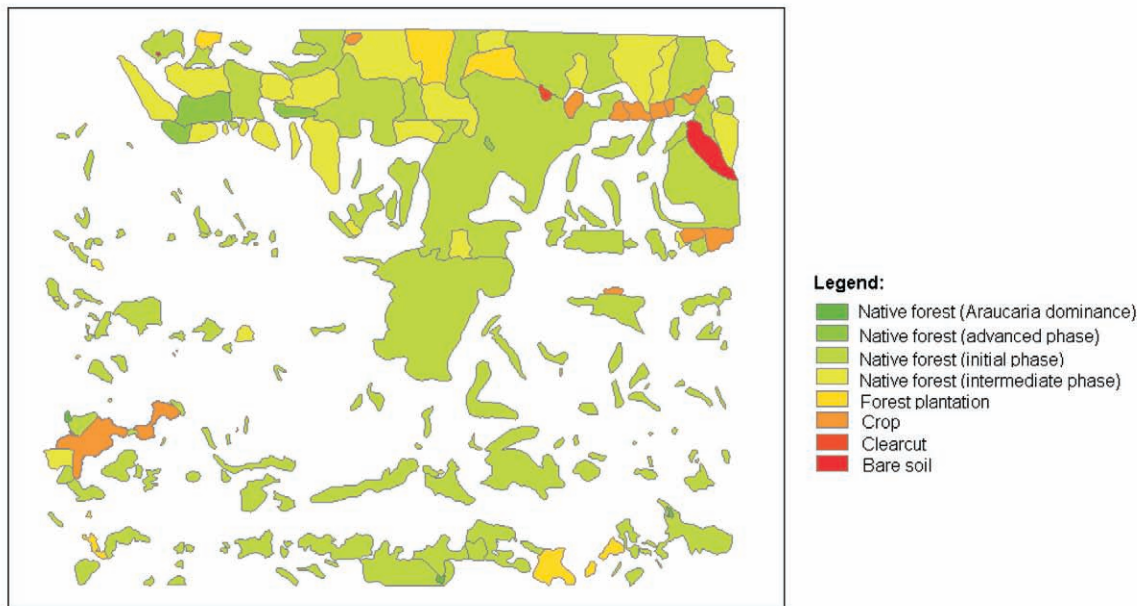 Legend:
Native forest (Araucaria dominance)
Native forest (advanced phase)
Native forest (initial phase)
Native forest (intermediate phase)
Forest plantation
Crop
Clearcut
Bare soil